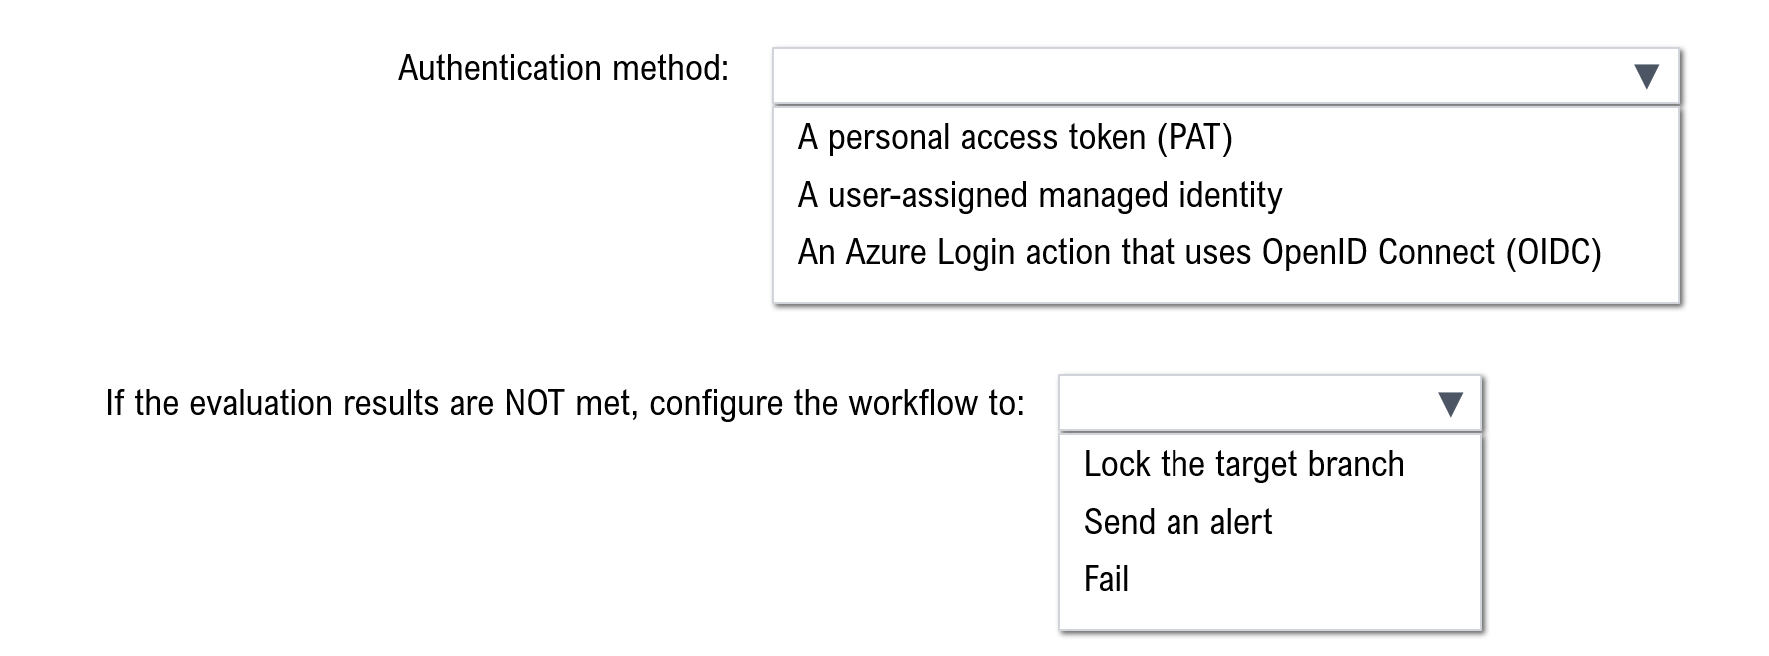 Authentication method:
A personal access token (PAT)
A user-assigned managed identity
An Azure Login action that uses OpenID Connect (OIDC)
If the evaluation results are NOT met, configure the workflow to:
Lock the target branch
Send an alert
Fail